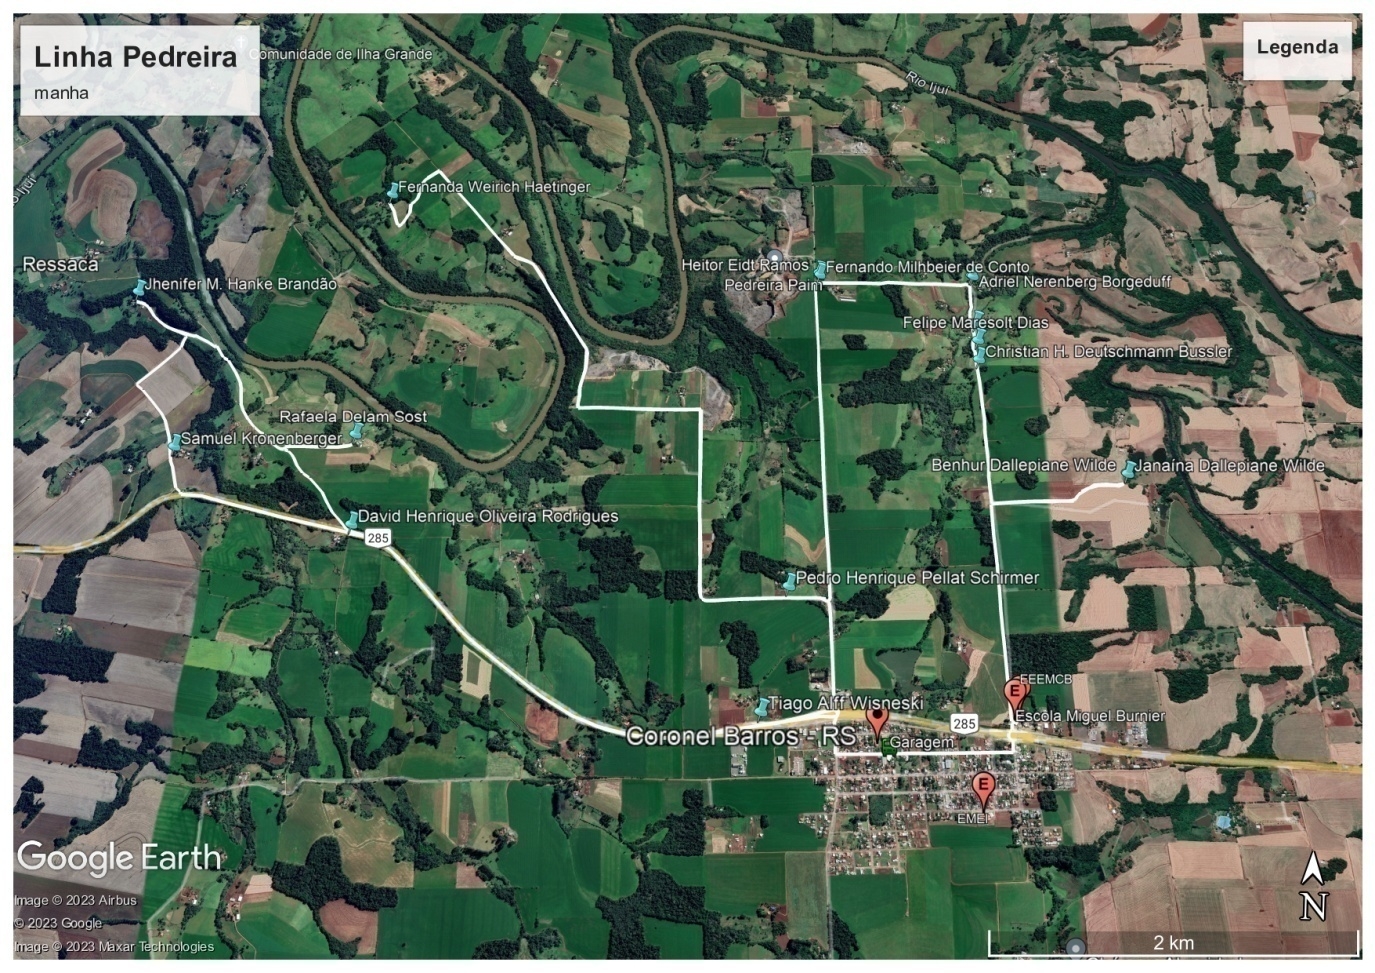 Linha Pedreira
manha
Comunidade de Ilha Grande
Legenda
Rio Ijuí
Fernanda Weirich Haetinger
Ressaca
Jhenifer M. Hanke Brandão
Heitor Eidt Ramos
Fernando Milhbeier de Conto
Pedreira Paim
Adriel Nerenberg Borgeduff
Felipe Maresolt Dias
Christian H. Deutschmann Bussler
Rafaela Delam Sost
Samuel Kronenberger
Benhur Dallepiane Wilde
Janaína Dallepiane Wilde
David Henrique Oliveira Rodrigues
285
Pedro Henrique Pellat Schirmer
EEEMCB
E
Tiago Alff Wisneski
Escola Miguel Burnier
285
Coronel Barros - RS
Garagem
E
EMEI
Google Earth
Image © 2023 Airbus
© 2023 Google
Image © 2023 Maxar Technologies
N
2 km